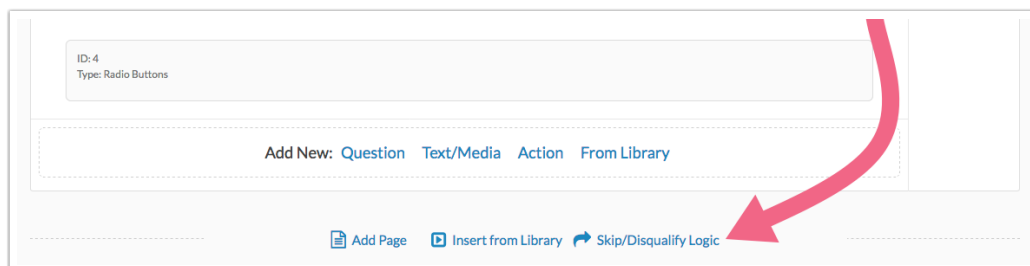 ID: 4
Type: Radio Buttons
Add New: Question Text/Media Action From Library
Add Page Insert from Library Skip/Disqualify Logic